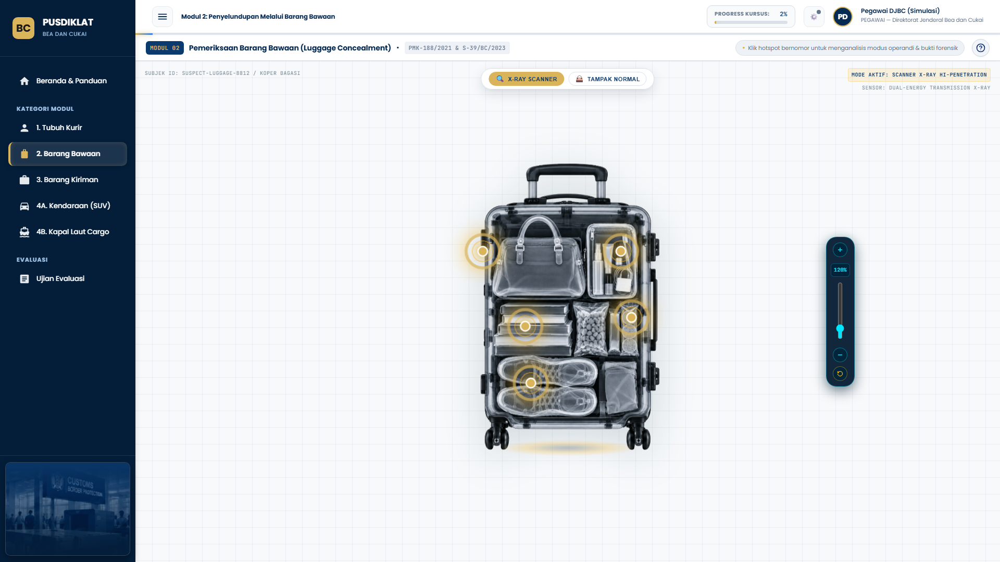 BC
PUSDIKLAT
BEA DAN CUKAI
Beranda & Panduan
KATEGORI MODUL
1. Tubuh Kurir
2. Barang Bawaan
3. Barang Kiriman
4A. Kendaraan (SUV)
4B. Kapal Laut Cargo
EVALUASI
Ujian Evaluasi
CUSTOMS
BORDER PROTECTION
Modul 2: Penyelundupan Melalui Barang Bawaan
PROGRESS KURSUS: 2%
PD
Pegawai DJBC (Simulasi)
PEGAWAI — Direktorat Jenderal Bea dan Cukai
MODUL 02
Pemeriksaan Barang Bawaan (Luggage Concealment) •
PMK-188/2021 & S-39/BC/2023
• Klik hotspot bernomor untuk menganalisis modus operandi & bukti forensik
SUBJEK ID: SUSPECT-LUGGAGE-8812 / KOPER BAGASI
X-RAY SCANNER
TAMPAK NORMAL
MODE AKTIF: SCANNER X-RAY HI-PENETRATION
SENSOR: DUAL-ENERGY TRANSMISSION X-RAY
+
120%
−